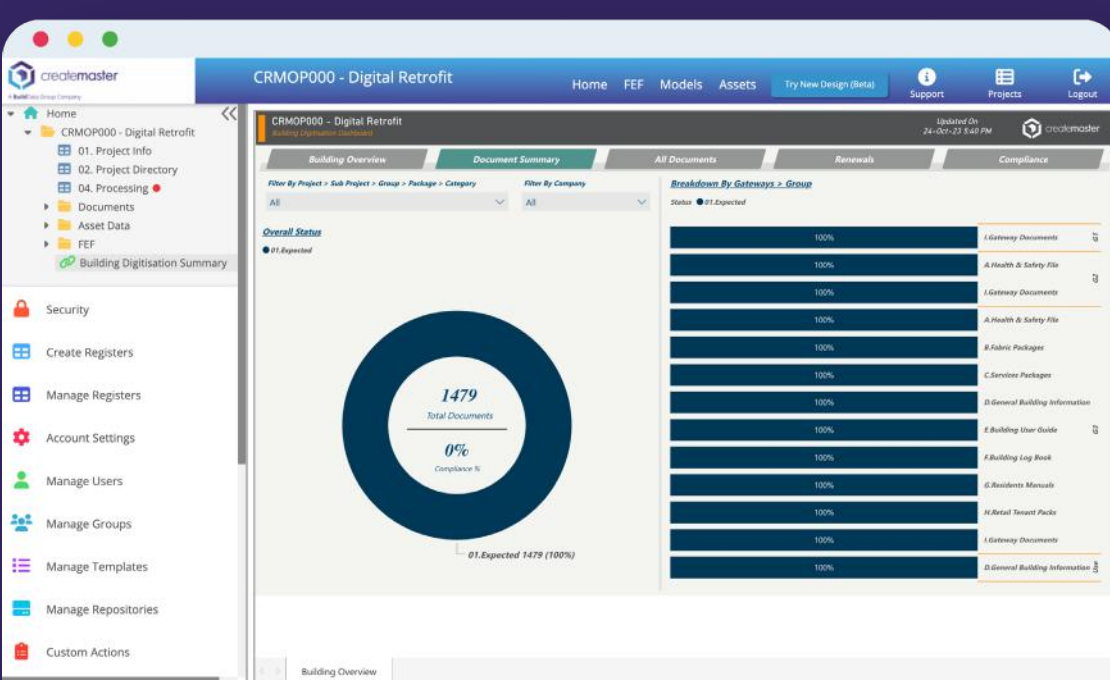 createmaster
A BuildData Group Company
CRMOP000 - Digital Retrofit
Home FEF Models Assets
Try New Design (Beta)
Support
Projects
Logout
Home
CRMOP000 - Digital Retrofit
01. Project Info
02. Project Directory
04. Processing
Documents
Asset Data
FEF
Building Digitisation Summary
Security
Create Registers
Manage Registers
Account Settings
Manage Users
Manage Groups
Manage Templates
Manage Repositories
Custom Actions
CRMOP000 - Digital Retrofit
Building Digitisation Dashboard
Updated On
24-Oct-23 5:40 PM
createmaster
Building Overview
Document Summary
All Documents
Renewals
Compliance
Filter By Project > Sub Project > Group > Package > Category
All
Filter By Company
All
Overall Status
01.Expected
1479
Total Documents
0%
Compliance %
01.Expected 1479 (100%)
Breakdown By Gateways > Group
Status 01.Expected
100% I.Gateway Documents G1
100% A.Health & Safety File G2
100% I.Gateway Documents
100% A.Health & Safety File
100% B.Fabric Packages
100% C.Services Packages
100% D.General Building Information
100% E.Building User Guide G3
100% F.Building Log Book
100% G.Residents Manuals
100% H.Retail Tenant Packs
100% I.Gateway Documents
100% D.General Building Information Use
Building Overview